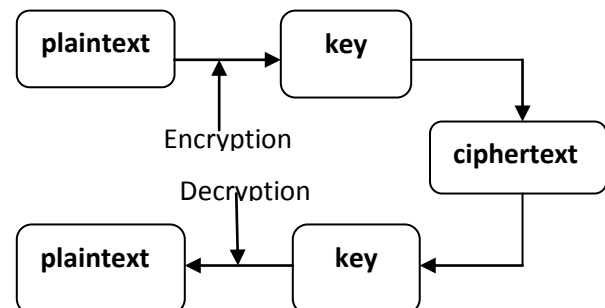 plaintext
key
Encryption
ciphertext
Decryption
plaintext
key